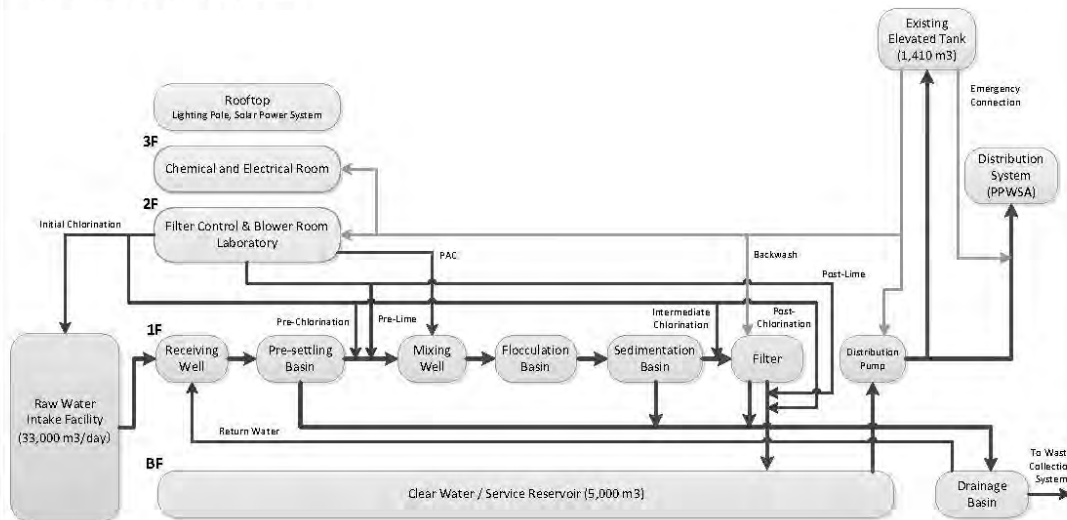 Existing
Elevated Tank
(1,410 m3)
Emergency
Connection
Rooftop
Lighting Pole, Solar Power System
3F
Chemical and Electrical Room
Distribution
System
(PPWSA)
2F
Initial Chlorination
Filter Control & Blower Room
Laboratory
PAC
Backwash
Post-Lime
Pre-Chlorination
Pre-Lime
Intermediate
Chlorination
Post-
Chlorination
1F
Receiving
Well
Pre-settling
Basin
Mixing
Well
Flocculation
Basin
Sedimentation
Basin
Filter
Distribution
Pump
Raw Water
Intake Facility
(33,000 m3/day)
Return Water
BF
Clear Water / Service Reservoir (5,000 m3)
Drainage
Basin
To Wast
Collectio
System